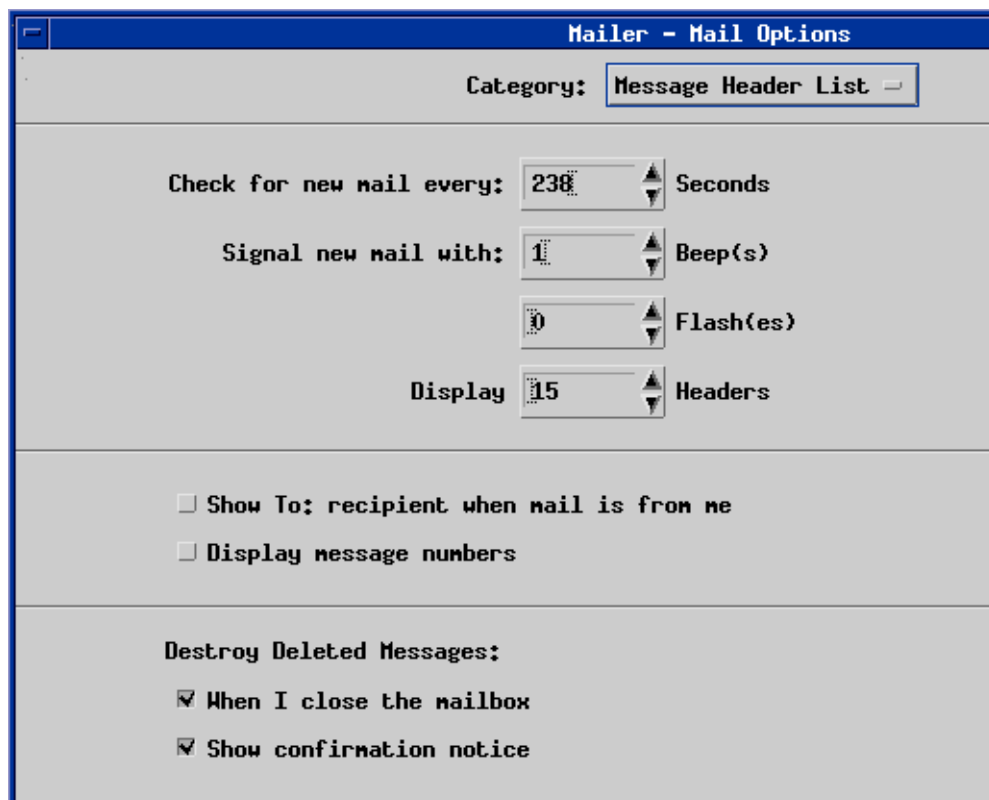 Mailer - Mail Options
Category: Message Header List
Check for new mail every: 238 Seconds
Signal new mail with: 1 Beep(s)
0 Flash(es)
Display 15 Headers
Show To: recipient when mail is from me
Display message numbers
Destroy Deleted Messages:
When I close the mailbox
Show confirmation notice